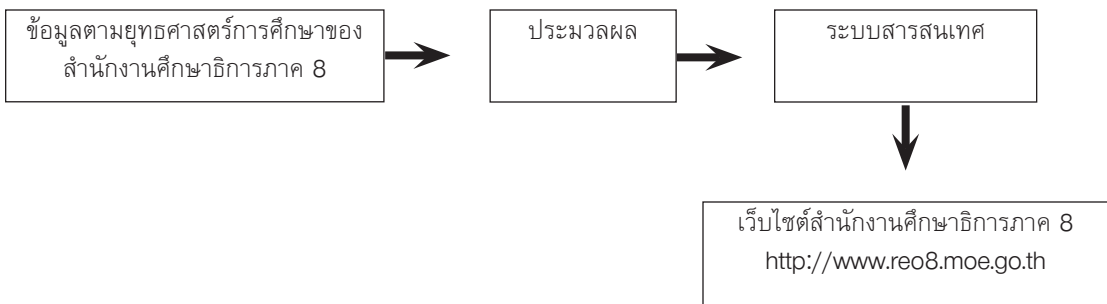 ข้อมูลตามยุทธศาสตร์การศึกษาของ
สำนักงานศึกษาธิการภาค 8
ประมวลผล
ระบบสารสนเทศ
เว็บไซต์สำนักงานศึกษาธิการภาค 8
http://www.reo8.moe.go.th